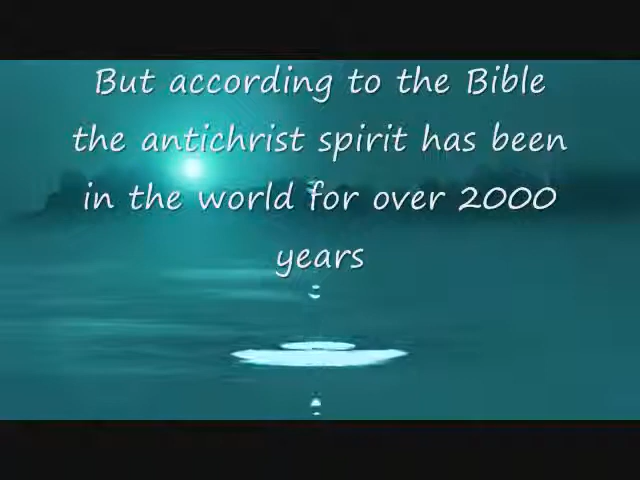 But according to the Bible
the antichrist spirit has been
in the world for over 2000
years